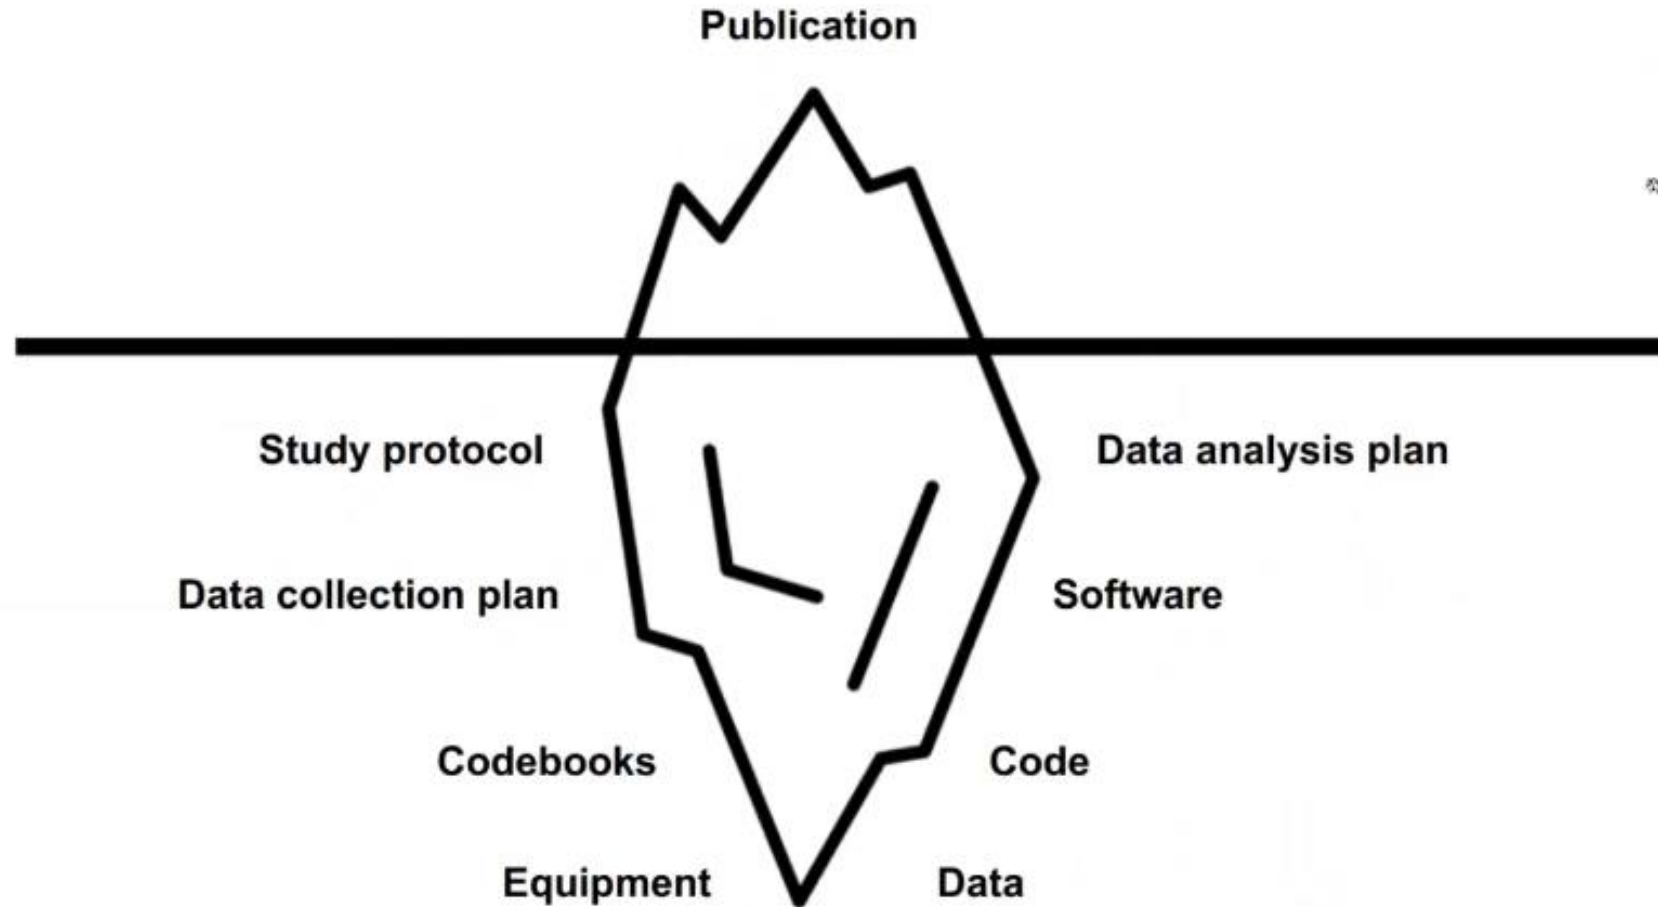 Publication
Study protocol
Data analysis plan
Data collection plan
Software
Codebooks
Code
Equipment
Data